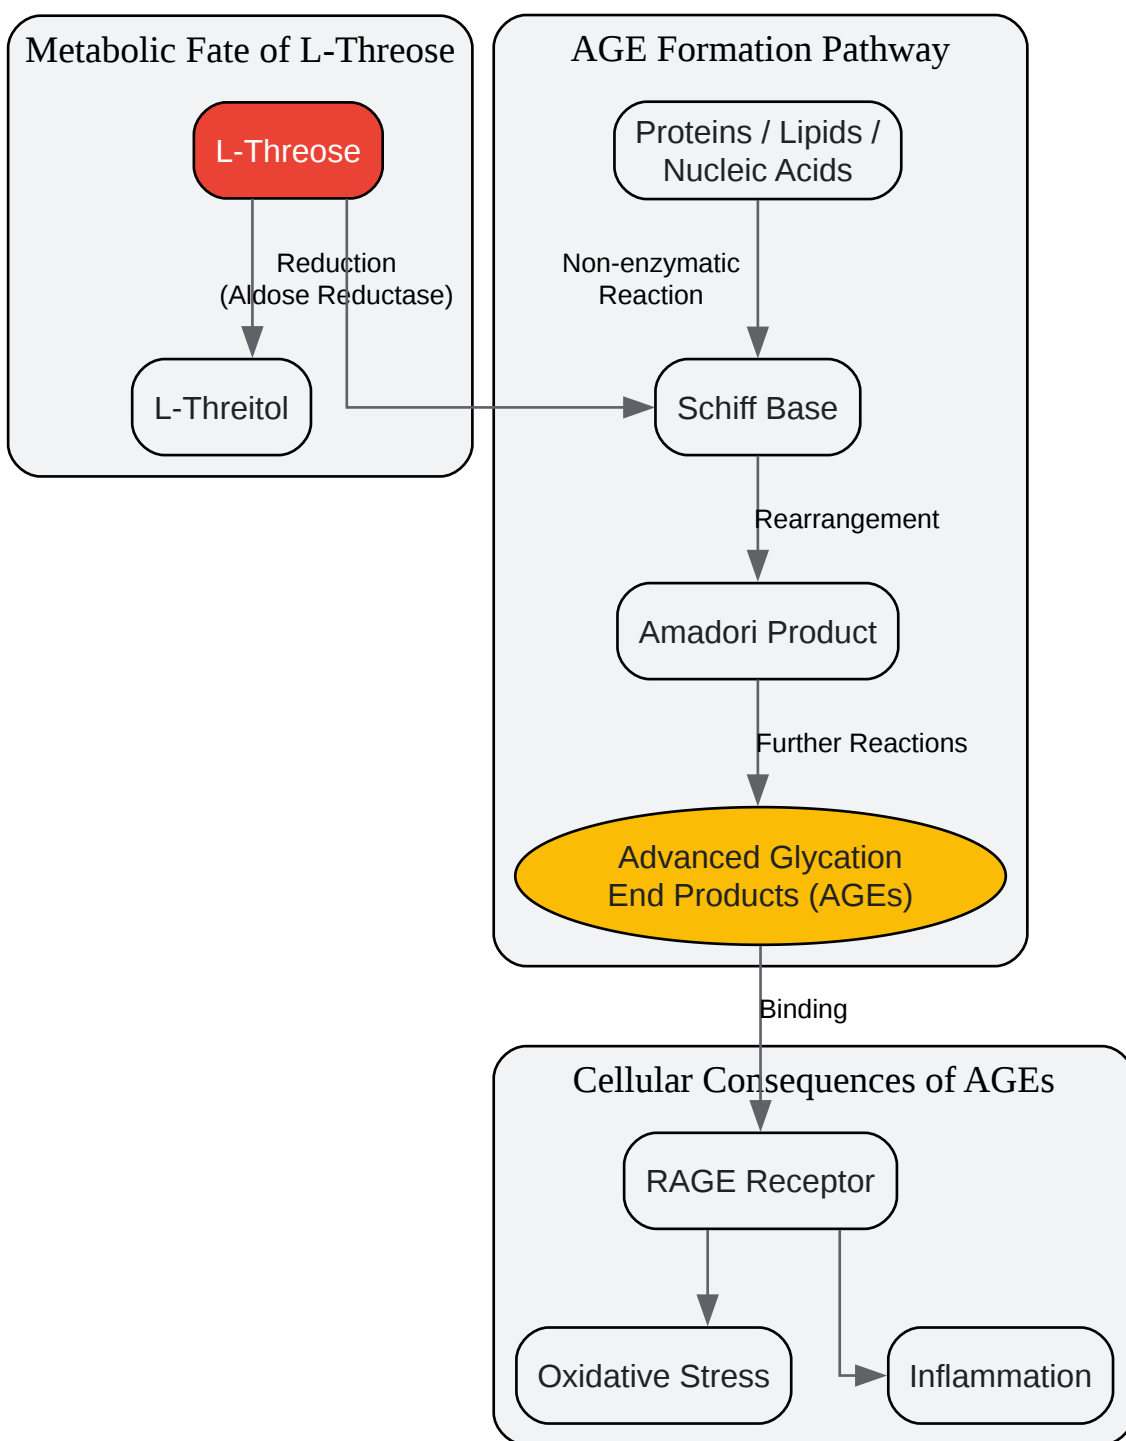 Metabolic Fate of L-Threose
L-Threose
Reduction
(Aldose Reductase)
L-Threitol
AGE Formation Pathway
Proteins / Lipids /
Nucleic Acids
Non-enzymatic
Reaction
Schiff Base
Rearrangement
Amadori Product
Further Reactions
Advanced Glycation
End Products (AGEs)
Binding
Cellular Consequences of AGEs
RAGE Receptor
Oxidative Stress
Inflammation